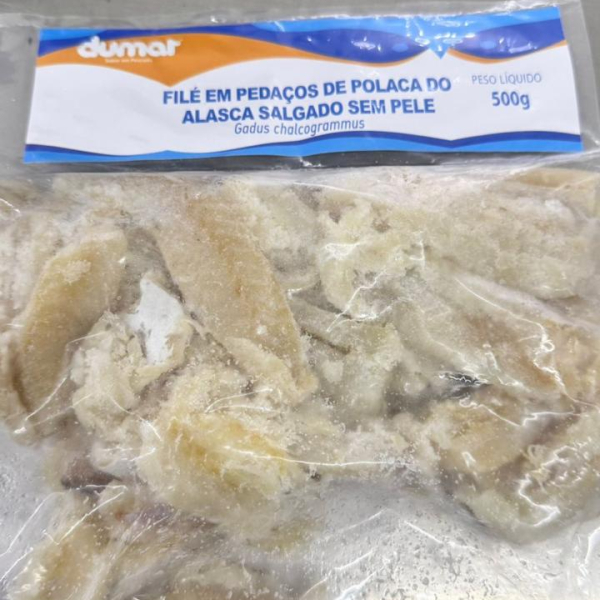 dumar
FILÉ EM PEDAÇOS DE POLACA DO
ALASCA SALGADO SEM PELE
Gadus chalcogrammus
PESO LÍQUIDO
500g